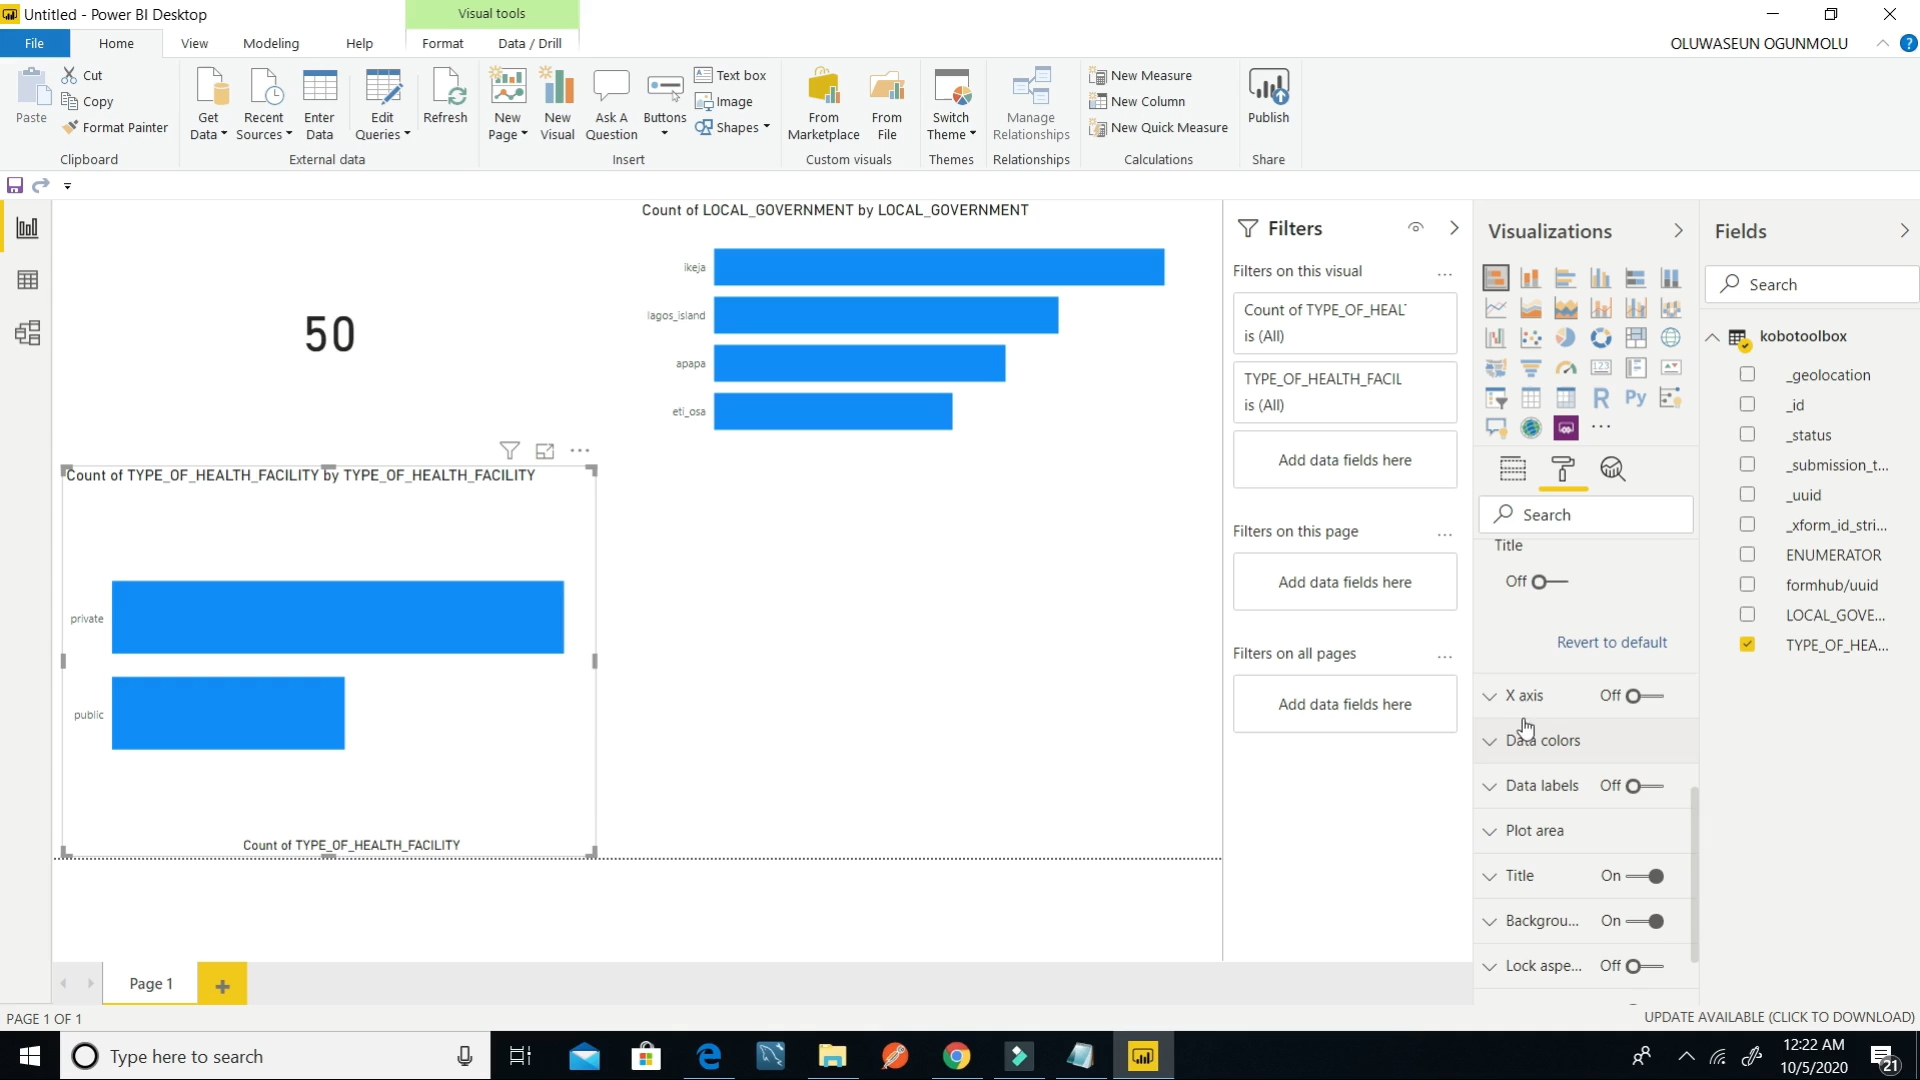 Untitled - Power BI Desktop
Visual tools
File
Home
View
Modeling
Help
Format
Data / Drill
OLUWASEUN OGUNMOLU
?
Paste
Cut
Copy
Format Painter
Clipboard
Get Data
Recent Sources
Enter Data
Edit Queries
Refresh
External data
New Page
New Visual
Ask A Question
Buttons
Text box
Image
Shapes
Insert
From Marketplace
From File
Custom visuals
Switch Theme
Themes
Manage Relationships
Relationships
New Measure
New Column
New Quick Measure
Calculations
Publish
Share
50
Count of LOCAL_GOVERNMENT by LOCAL_GOVERNMENT
ikeja
lagos_island
apapa
eti_osa
Count of TYPE_OF_HEALTH_FACILITY by TYPE_OF_HEALTH_FACILITY
private
public
Count of TYPE_OF_HEALTH_FACILITY
Filters
Filters on this visual
...
Count of TYPE_OF_HEAL
is (All)
TYPE_OF_HEALTH_FACIL
is (All)
Add data fields here
Filters on this page
...
Add data fields here
Filters on all pages
...
Add data fields here
Visualizations
123
R
Py
...
Search
Title
Off
Revert to default
X axis Off
Data colors
Data labels Off
Plot area
Title On
Backgrou... On
Lock aspe... Off
Fields
Search
kobotoolbox
_geolocation
_id
_status
_submission_t...
_uuid
_xform_id_stri...
ENUMERATOR
formhub/uuid
LOCAL_GOVE...
TYPE_OF_HEA...
Page 1
+
PAGE 1 OF 1
UPDATE AVAILABLE (CLICK TO DOWNLOAD)
Type here to search
12:22 AM
10/5/2020
21